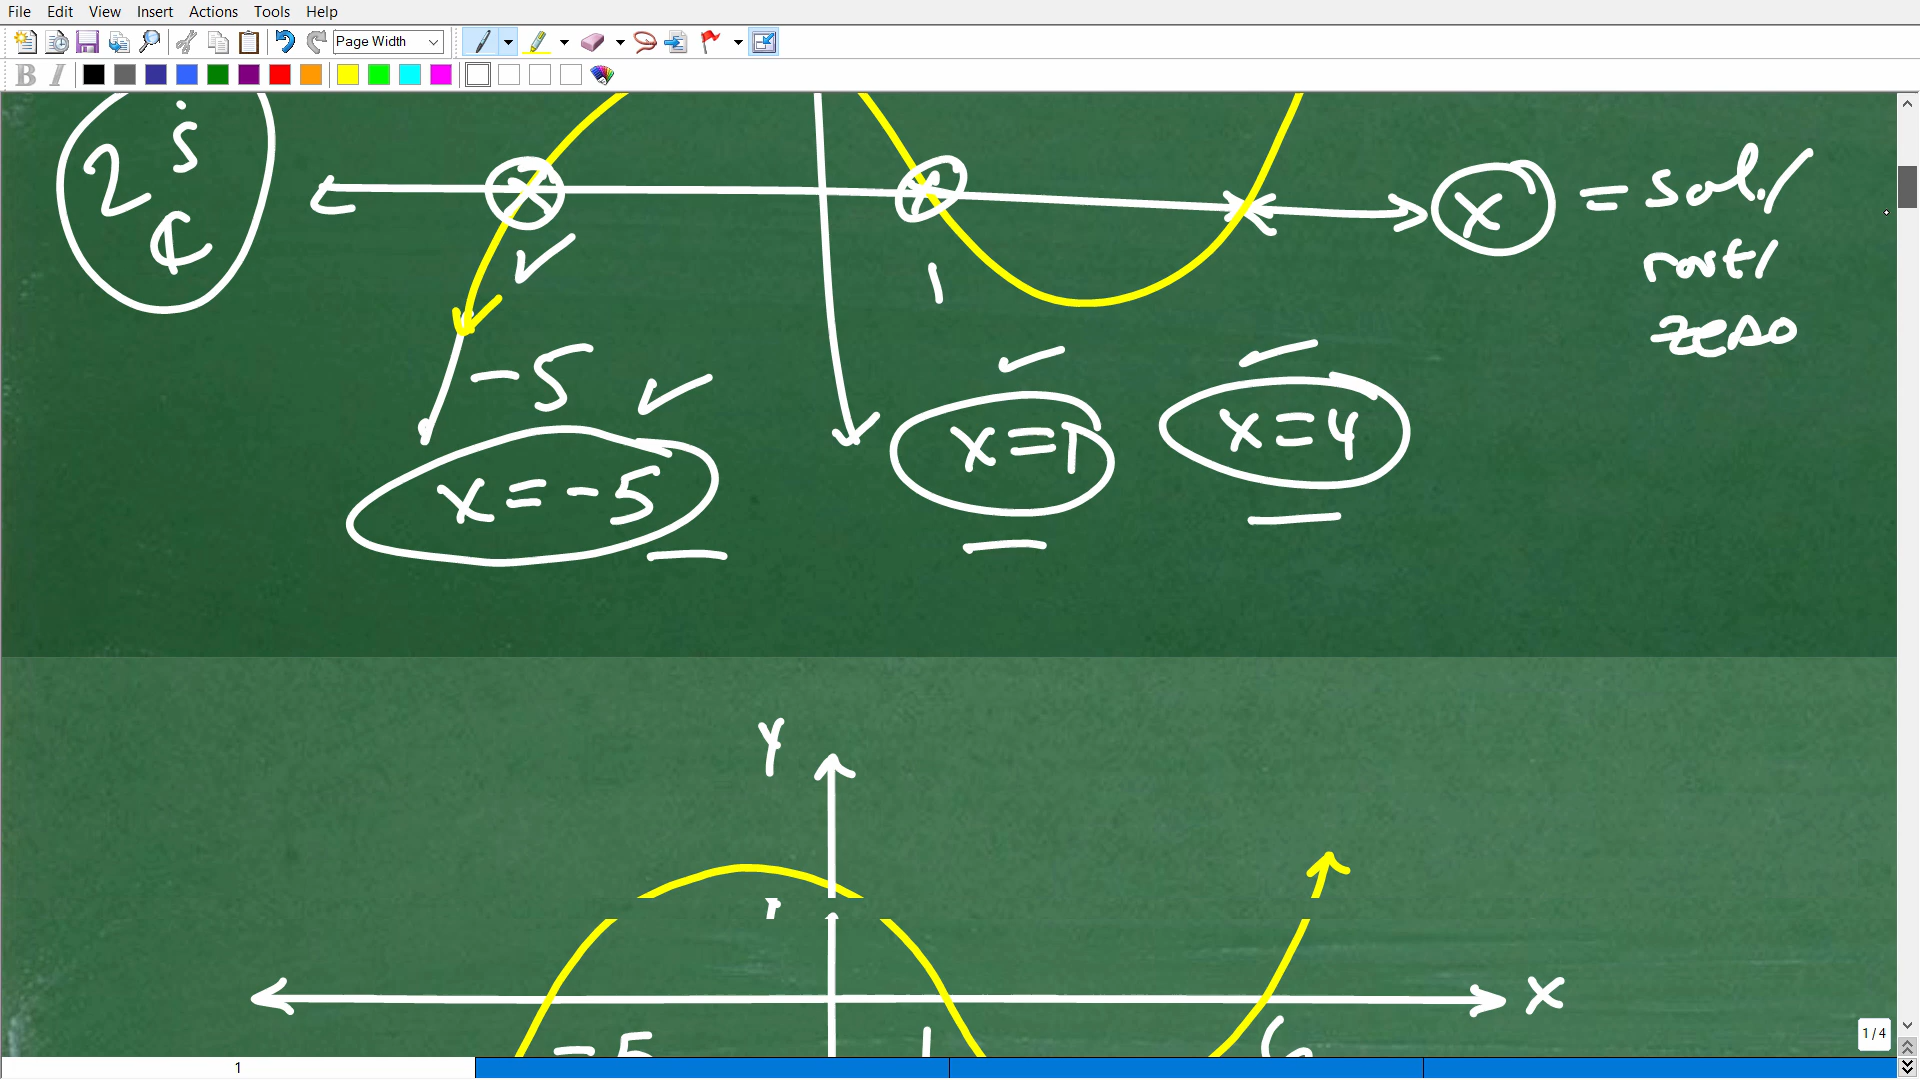 File Edit View Insert Actions Tools Help
Page Width
B I
2 i
s
¢
x = sol./
root/
zero
1
-5
x=1
x=4
x=-5
y
x
-5 1
1/4
1